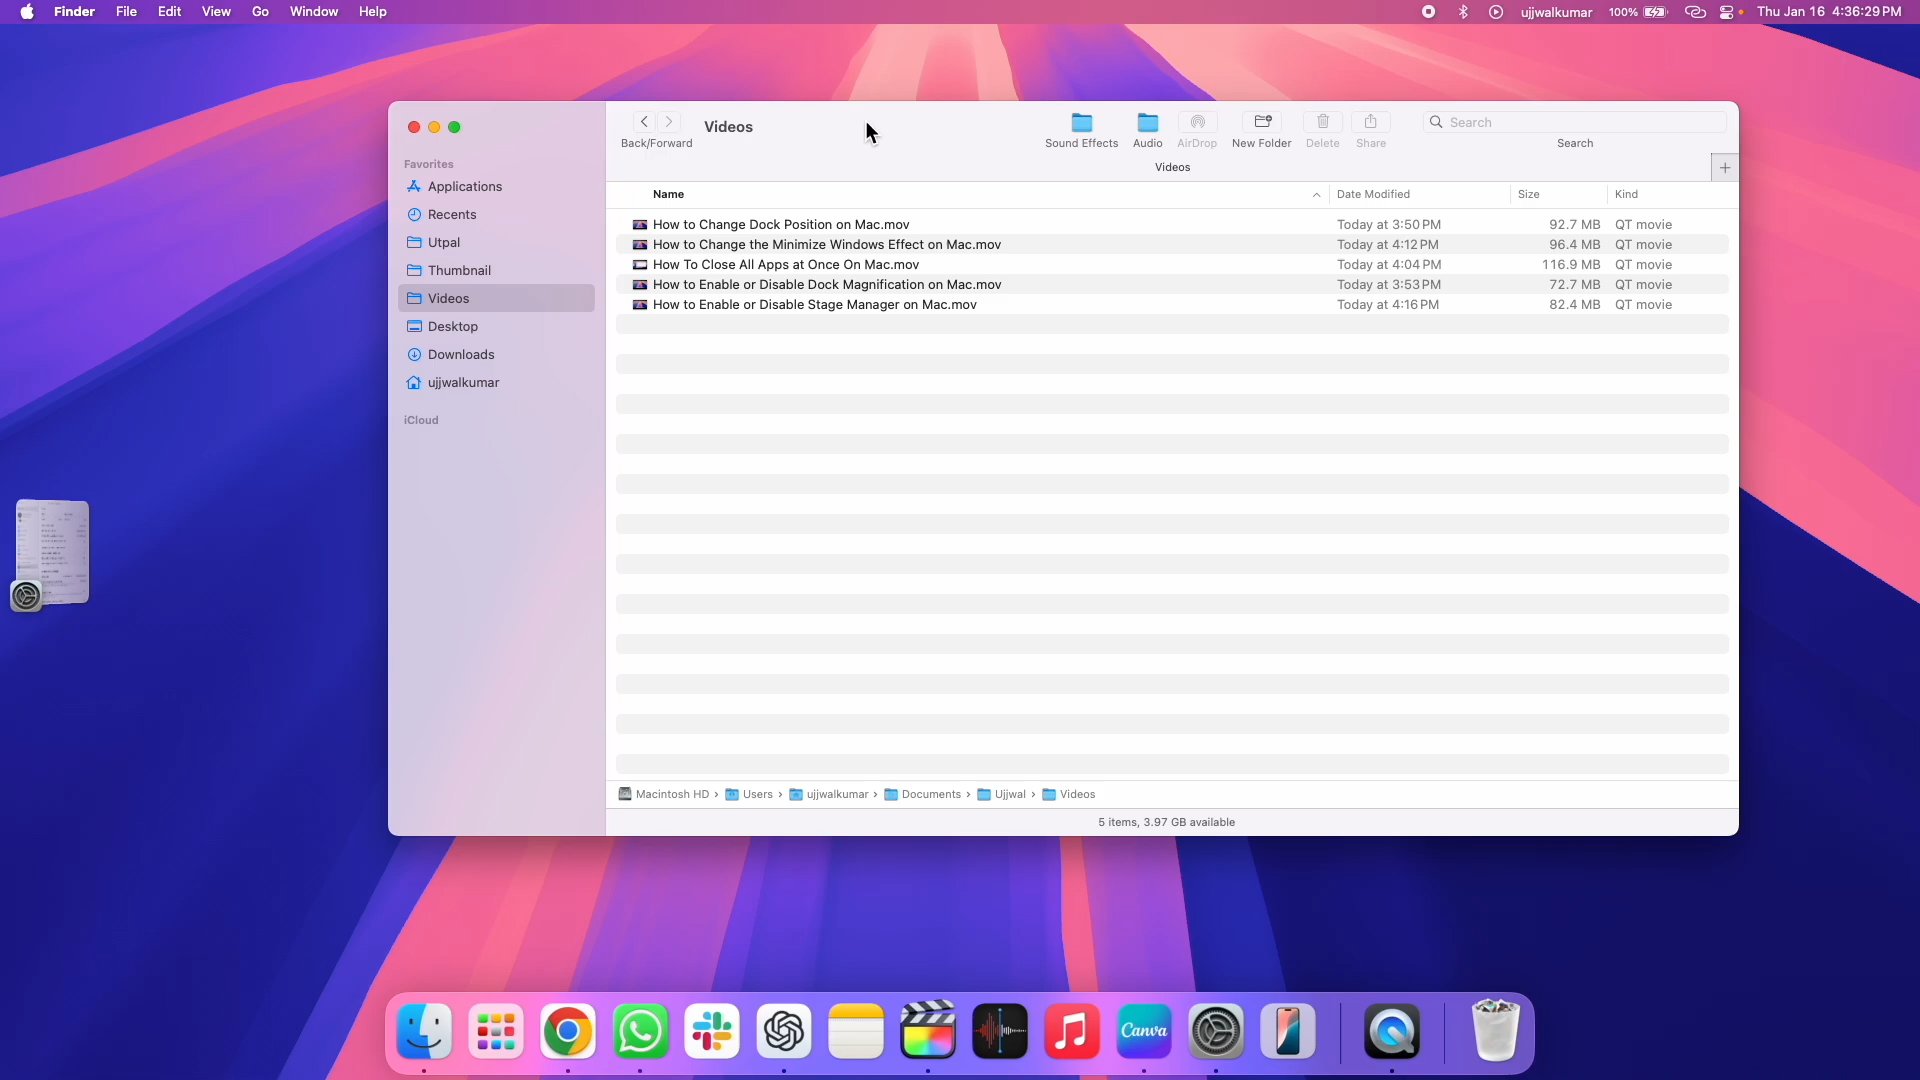 Finder File Edit View Go Window Help ujjwalkumar 100% Thu Jan 16 4:36:29 PM
Videos
Back/Forward Sound Effects Audio AirDrop New Folder Delete Share Search
Search
Videos
Favorites
Applications
Recents
Utpal
Thumbnail
Videos
Desktop
Downloads
ujjwalkumar
iCloud
Name Date Modified Size Kind
How to Change Dock Position on Mac.mov Today at 3:50 PM 92.7 MB QT movie
How to Change the Minimize Windows Effect on Mac.mov Today at 4:12 PM 96.4 MB QT movie
How To Close All Apps at Once On Mac.mov Today at 4:04 PM 116.9 MB QT movie
How to Enable or Disable Dock Magnification on Mac.mov Today at 3:53 PM 72.7 MB QT movie
How to Enable or Disable Stage Manager on Mac.mov Today at 4:16 PM 82.4 MB QT movie
Macintosh HD › Users › ujjwalkumar › Documents › Ujjwal › Videos
5 items, 3.97 GB available
Canva